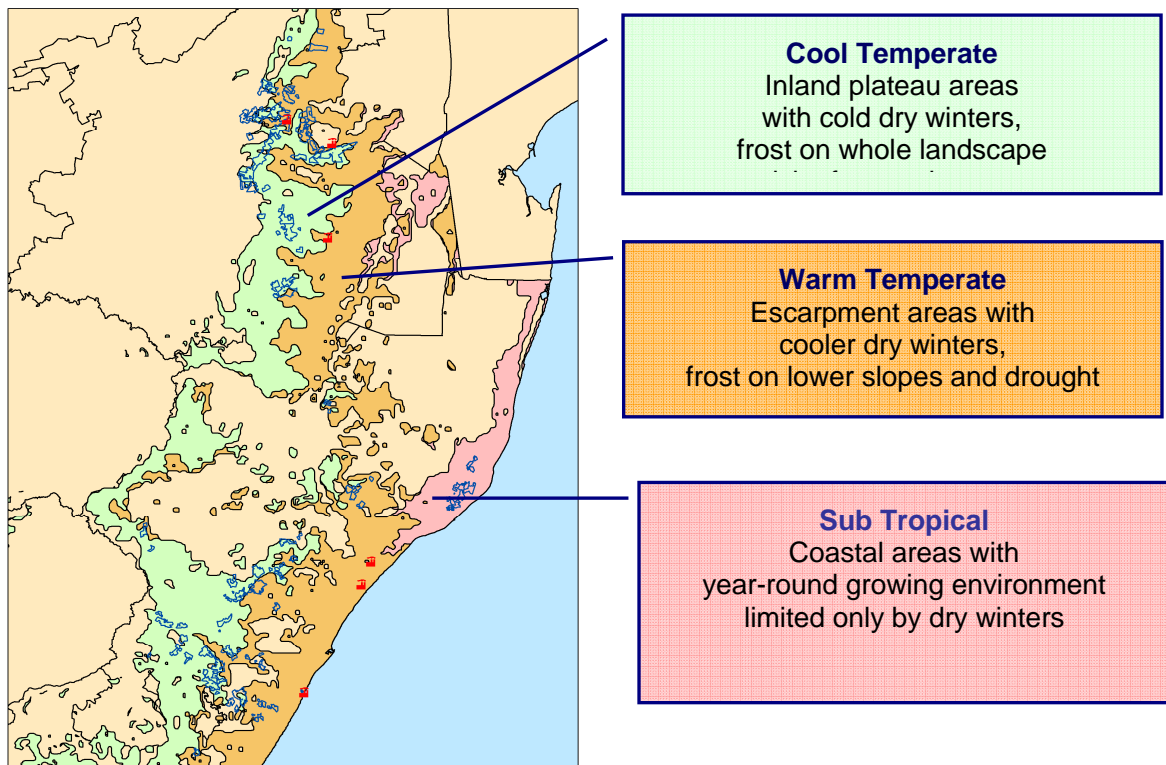 Cool Temperate
Inland plateau areas
with cold dry winters,
frost on whole landscape
Warm Temperate
Escarpment areas with
cooler dry winters,
frost on lower slopes and drought
Sub Tropical
Coastal areas with
year-round growing environment
limited only by dry winters